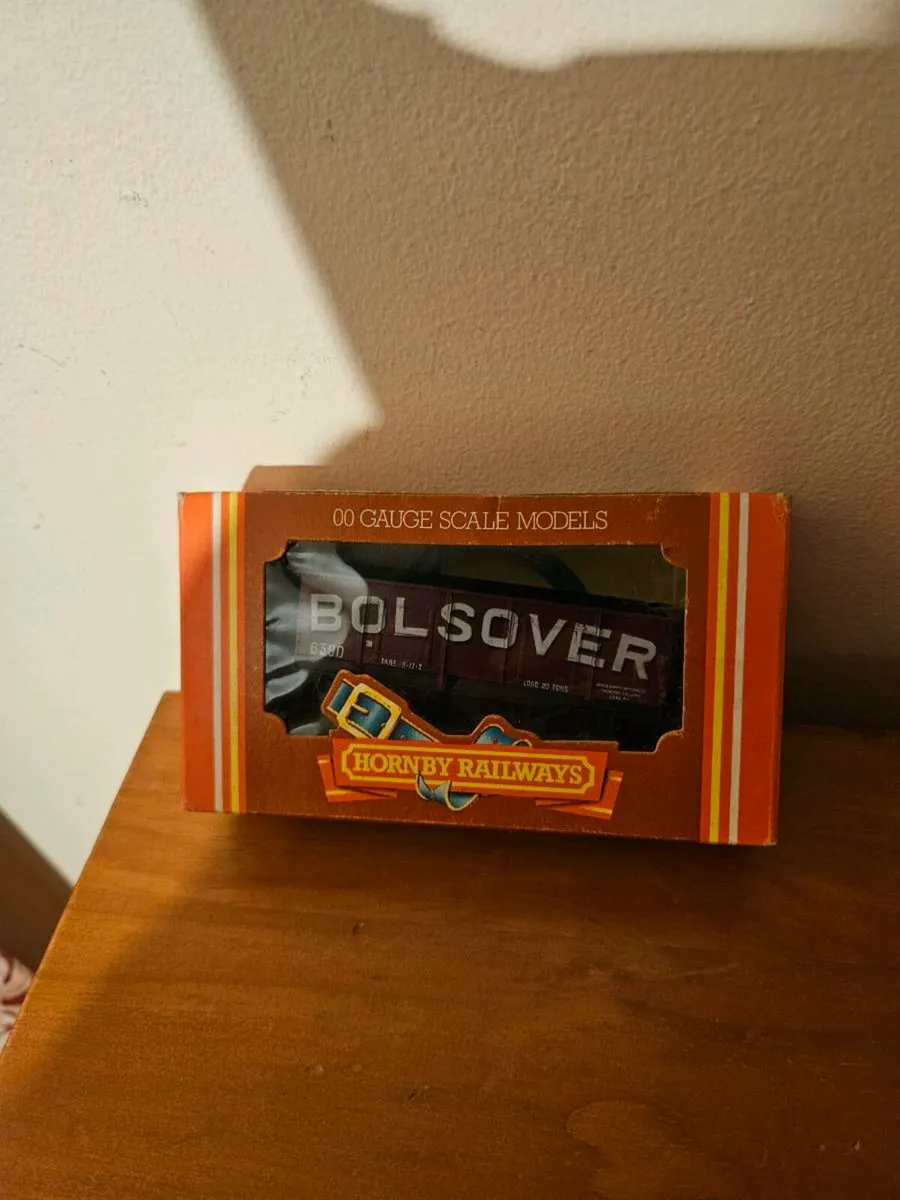 00 GAUGE SCALE MODELS
BOLSOVER
6390
LOAD 20 TONS
HORNBY RAILWAYS